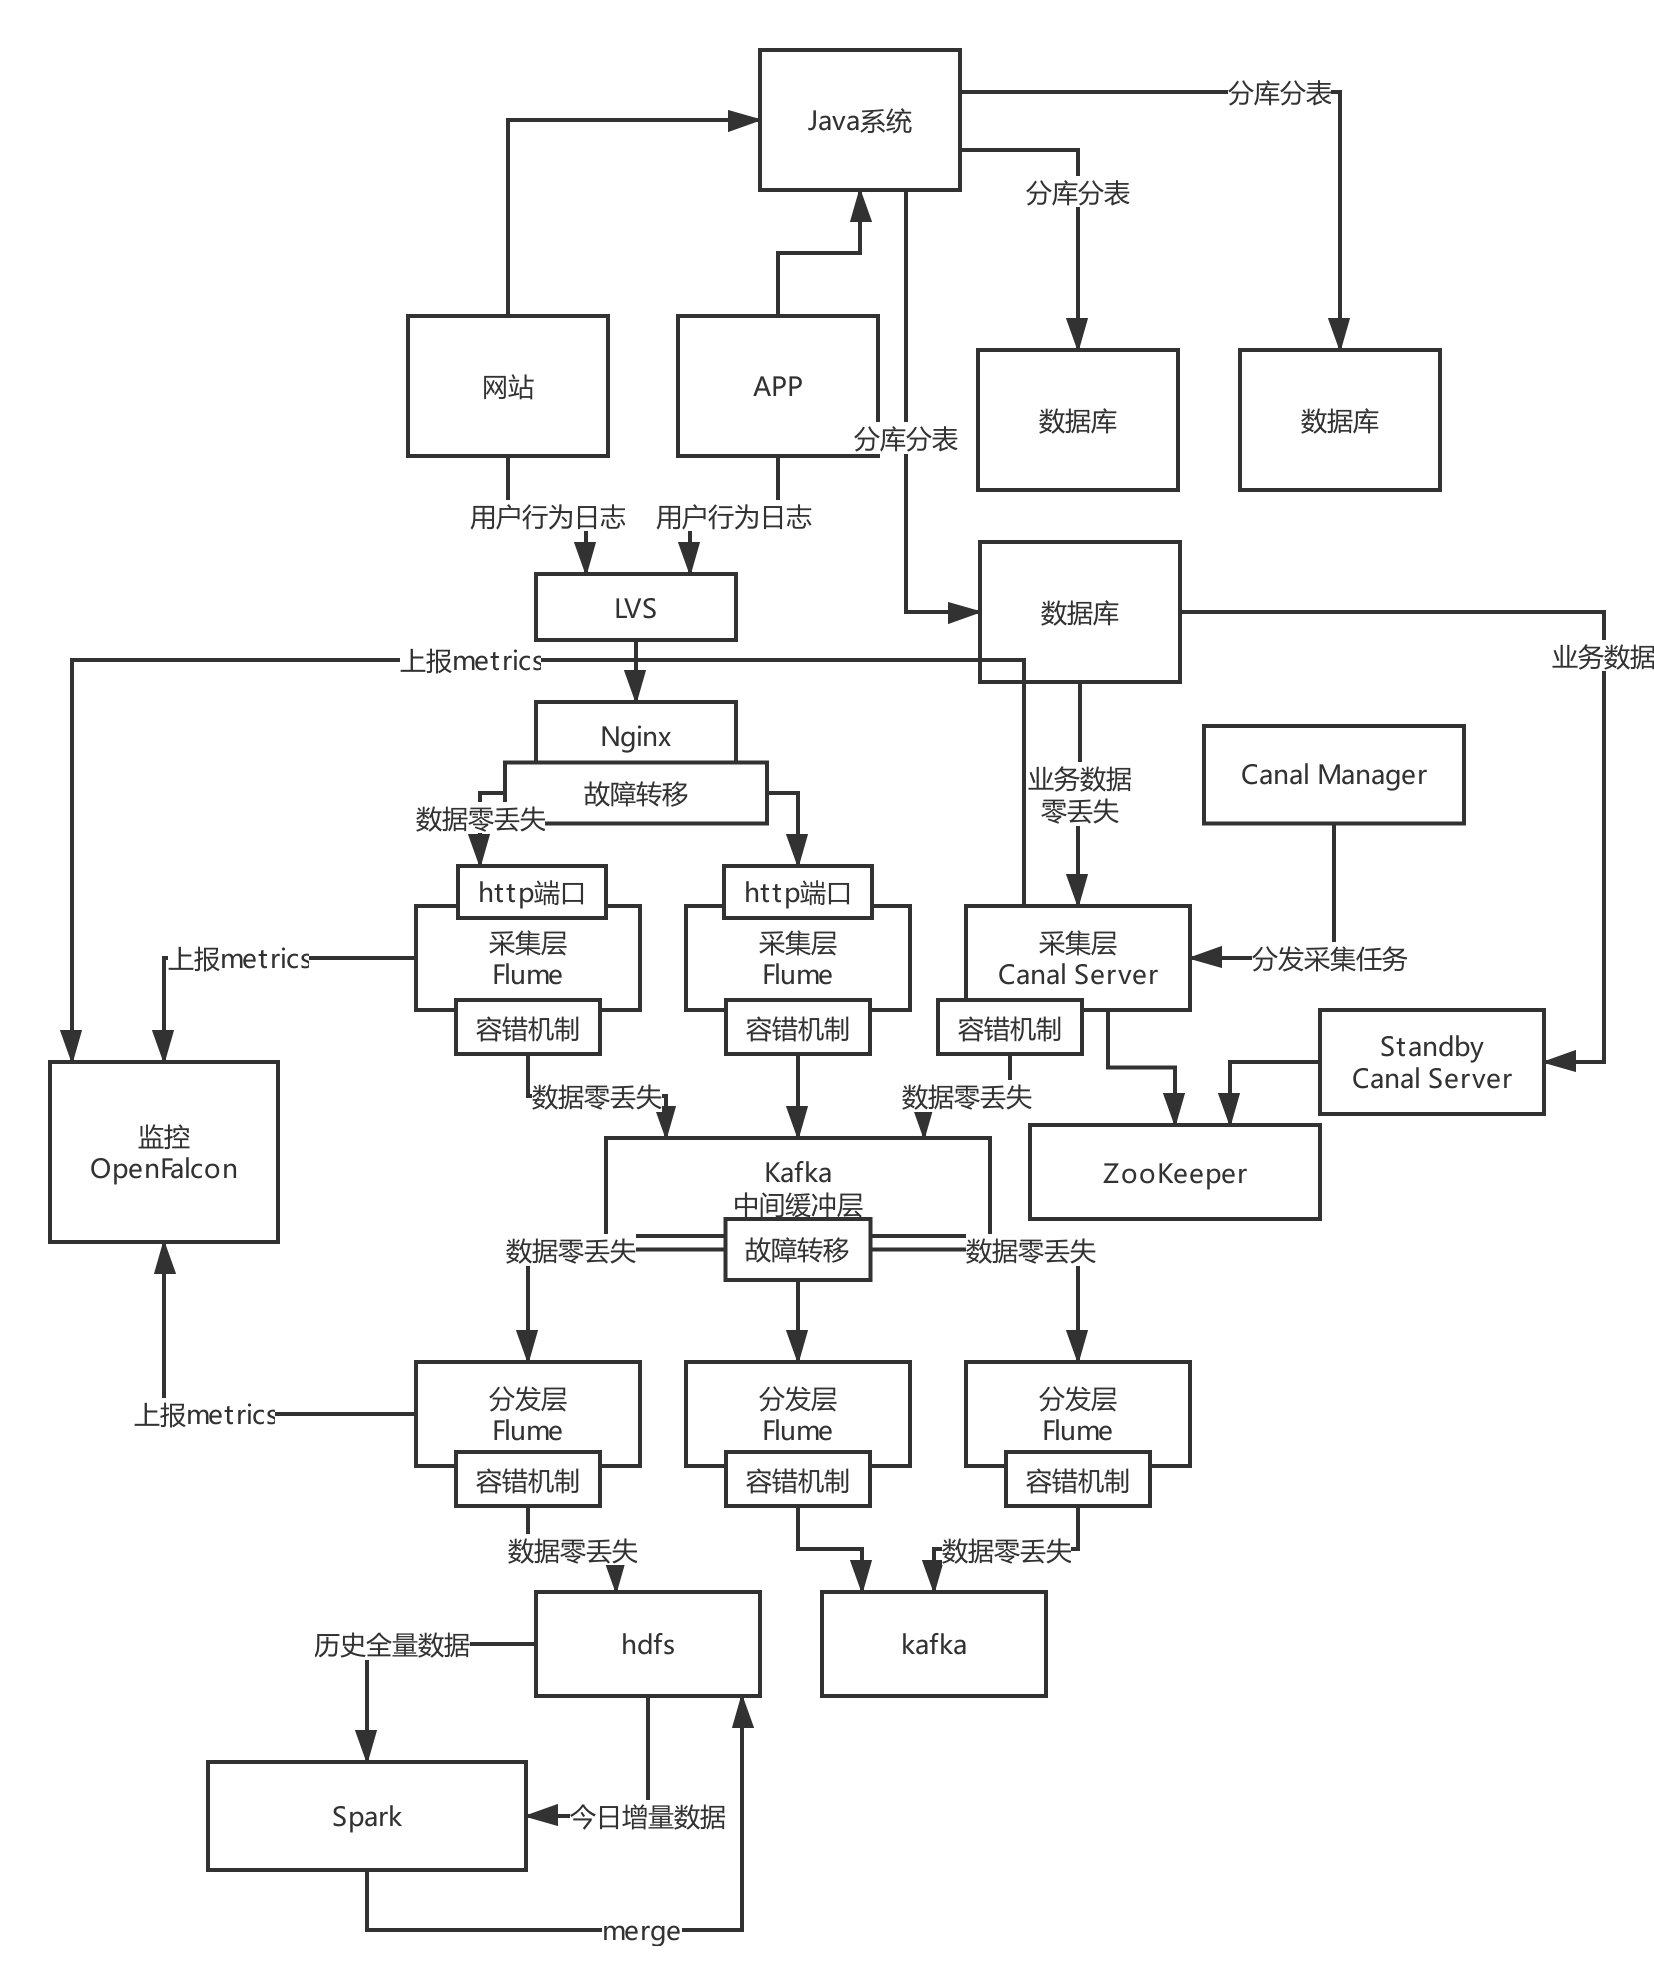 Java系统
分库分表
分库分表
网站
APP
数据库
数据库
分库分表
用户行为日志
用户行为日志
LVS
数据库
上报metrics
业务数据
Nginx
故障转移
业务数据
零丢失
Canal Manager
数据零丢失
http端口
http端口
采集层
Flume
采集层
Flume
采集层
Canal Server
上报metrics
分发采集任务
容错机制
容错机制
容错机制
Standby
Canal Server
数据零丢失
数据零丢失
监控
OpenFalcon
Kafka
中间缓冲层
ZooKeeper
数据零丢失
故障转移
数据零丢失
分发层
Flume
分发层
Flume
分发层
Flume
上报metrics
容错机制
容错机制
容错机制
数据零丢失
数据零丢失
历史全量数据
hdfs
kafka
Spark
今日增量数据
merge